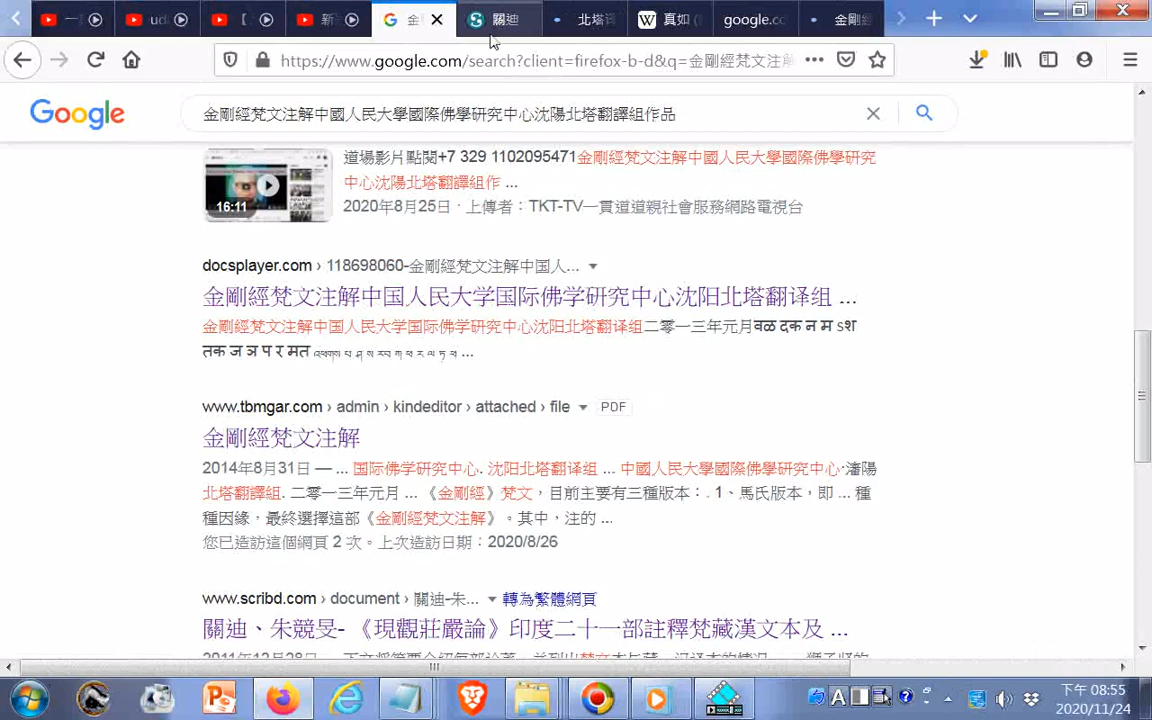 ud
新
金
關迪
北塔譯
真如 (
google.cc
金剛經
https://www.google.com/search?client=firefox-b-d&q=金剛經梵文注解
Google
金剛經梵文注解中國人民大學國際佛學研究中心沈陽北塔翻譯組作品
道場影片點閱+7 329 1102095471金剛經梵文注解中國人民大學國際佛學研究
中心沈陽北塔翻譯組作 ...
16:11
2020年8月25日 · 上傳者：TKT-TV一貫道道親社會服務網路電視台
docsplayer.com › 118698060-金剛經梵文注解中国人...
金剛經梵文注解中国人民大学国际佛学研究中心沈阳北塔翻译组 ...
金剛經梵文注解中国人民大学国际佛学研究中心沈阳北塔翻译组二零一三年元月वळ दक न म ऽश
तक ज ञ प र मत
www.tbmgar.com › admin › kindeditor › attached › file PDF
金剛經梵文注解
2014年8月31日 — ... 国际佛学研究中心. 沈阳北塔翻译组 ... 中國人民大學國際佛學研究中心·瀋陽
北塔翻譯組. 二零一三年元月 ... 《金剛經》梵文，目前主要有三種版本：. 1、馬氏版本，即 ... 種
種因緣，最終選擇這部《金剛經梵文注解》。其中，注的 ...
您已造訪這個網頁 2 次。上次造訪日期：2020/8/26
www.scribd.com › document › 關迪-朱... 轉為繁體網頁
關迪、朱競旻- 《現觀莊嚴論》印度二十一部註釋梵藏漢文本及 ...
下午 08:55
2020/11/24